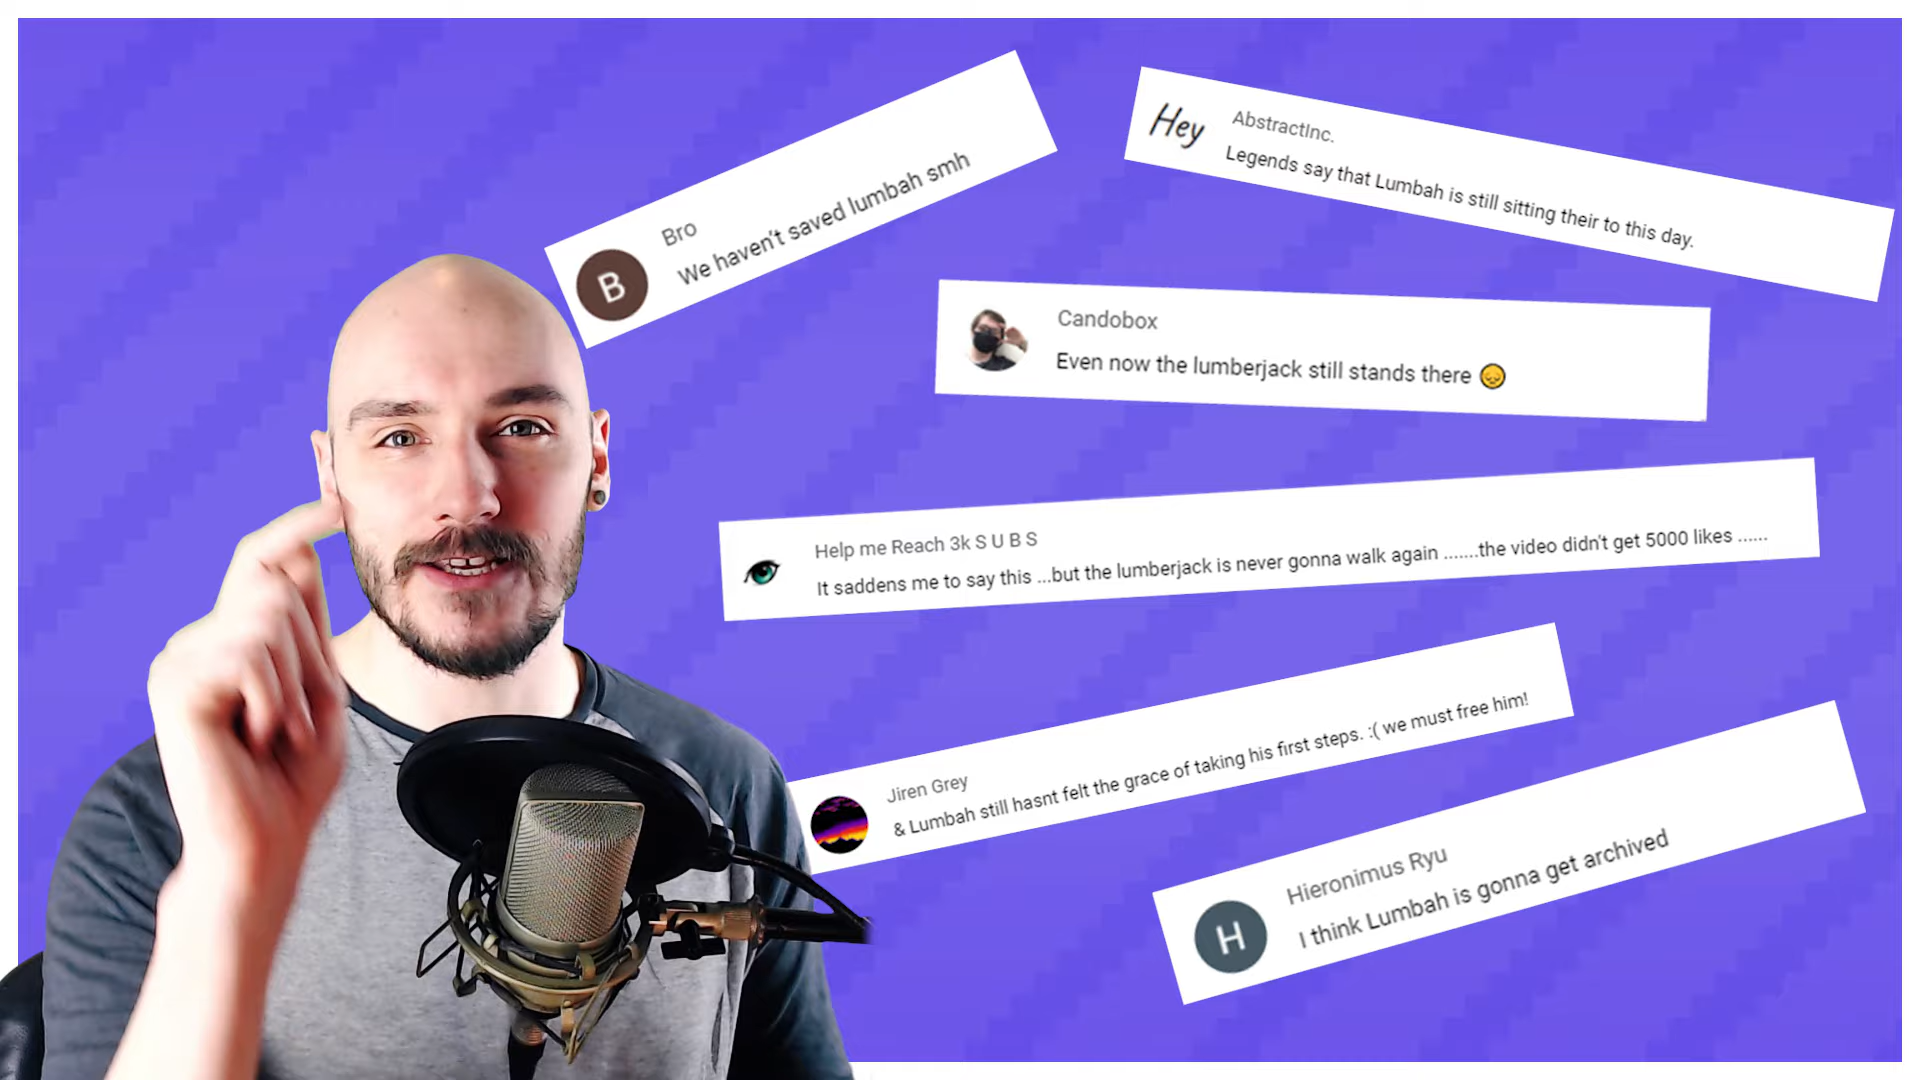 B
Bro
We haven't saved lumbah smh
Hey
AbstractInc.
Legends say that Lumbah is still sitting their to this day.
Candobox
Even now the lumberjack still stands there 😞
Help me Reach 3k S U B S
It saddens me to say this ...but the lumberjack is never gonna walk again .......the video didn't get 5000 likes ......
Jiren Grey
& Lumbah still hasnt felt the grace of taking his first steps. :( we must free him!
H
Hieronimus Ryu
I think Lumbah is gonna get archived